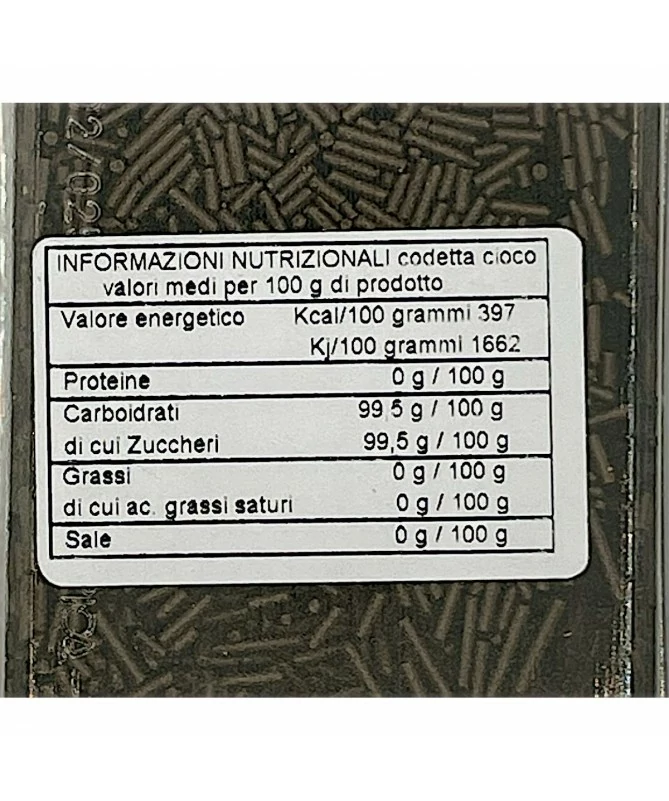 INFORMAZIONI NUTRIZIONALI codetta cioco
valori medi per 100 g di prodotto
Valore energetico Kcal/100 grammi 397
Kj/100 grammi 1662
Proteine 0 g / 100 g
Carboidrati 99 5 g / 100 g
di cui Zuccheri 99,5 g / 100 g
Grassi 0 g / 100 g
di cui ac. grassi saturi 0 g / 100 g
Sale 0 g / 100 g